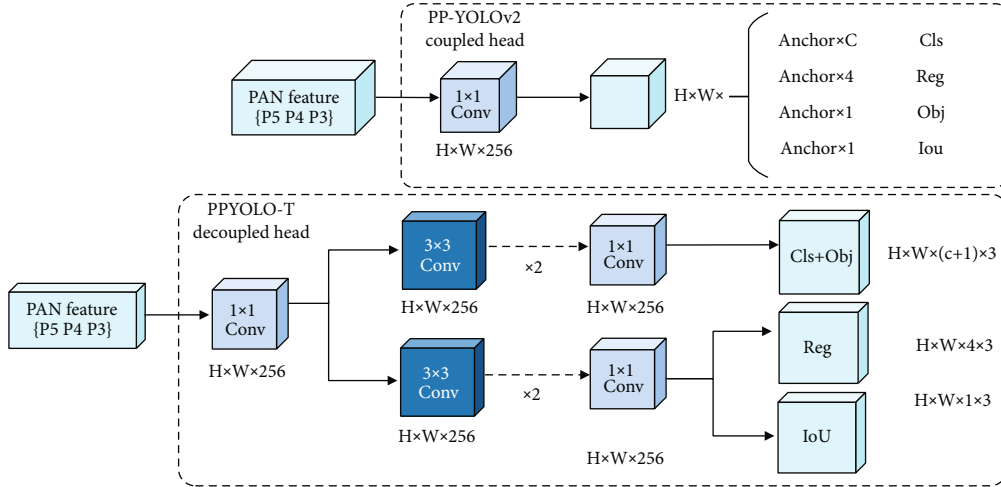 PP-YOLOv2
coupled head
PAN feature
{P5 P4 P3}
1×1
Conv
H×W×256
H×W×
Anchor×C Cls
Anchor×4 Reg
Anchor×1 Obj
Anchor×1 Iou
PPYOLO-T
decoupled head
PAN feature
{P5 P4 P3}
1×1
Conv
H×W×256
3×3
Conv
H×W×256
×2
1×1
Conv
H×W×256
Cls+Obj
H×W×(c+1)×3
3×3
Conv
H×W×256
×2
1×1
Conv
H×W×256
Reg
H×W×4×3
IoU
H×W×1×3